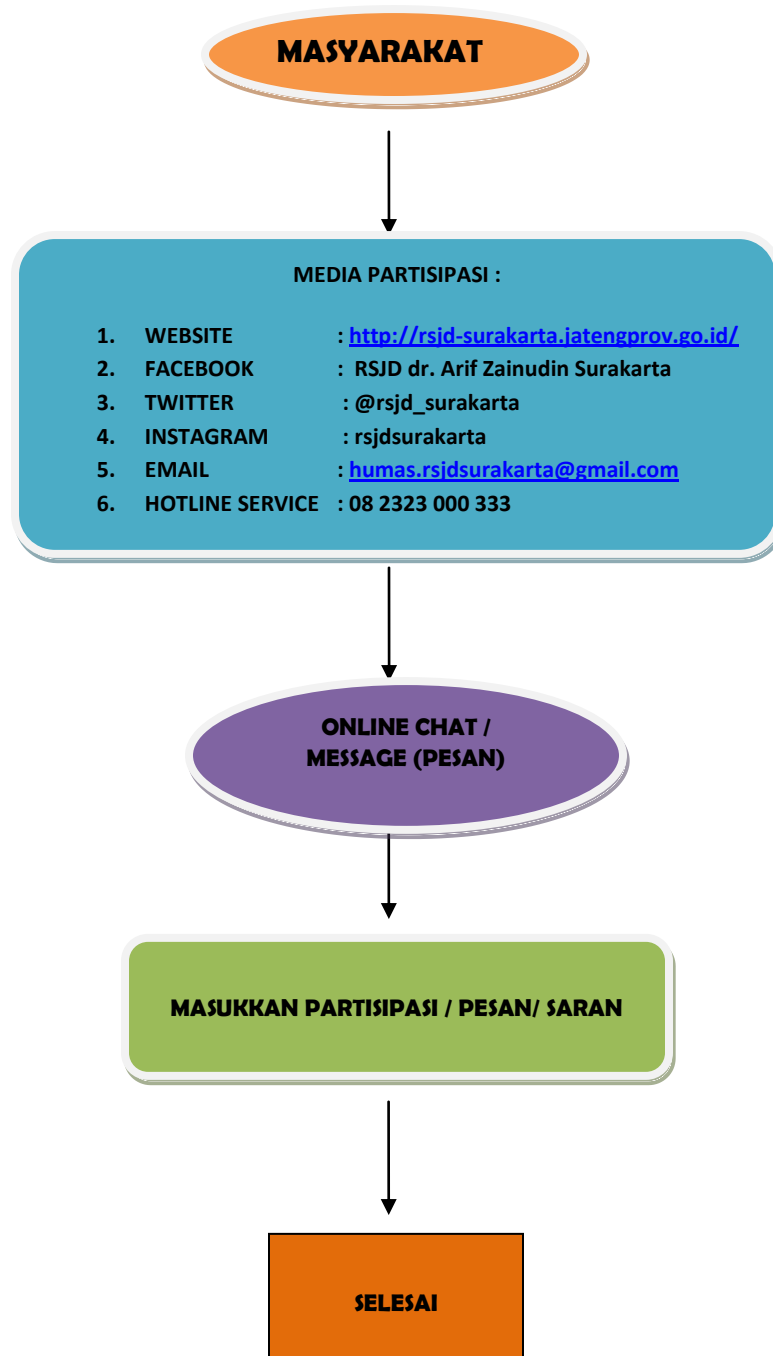 MASYARAKAT
MEDIA PARTISIPASI :
1. WEBSITE : http://rsjd-surakarta.jatengprov.go.id/
2. FACEBOOK : RSJD dr. Arif Zainudin Surakarta
3. TWITTER : @rsjd_surakarta
4. INSTAGRAM : rsjdsurakarta
5. EMAIL : humas.rsjdsurakarta@gmail.com
6. HOTLINE SERVICE : 08 2323 000 333
ONLINE CHAT /
MESSAGE (PESAN)
MASUKKAN PARTISIPASI / PESAN/ SARAN
SELESAI